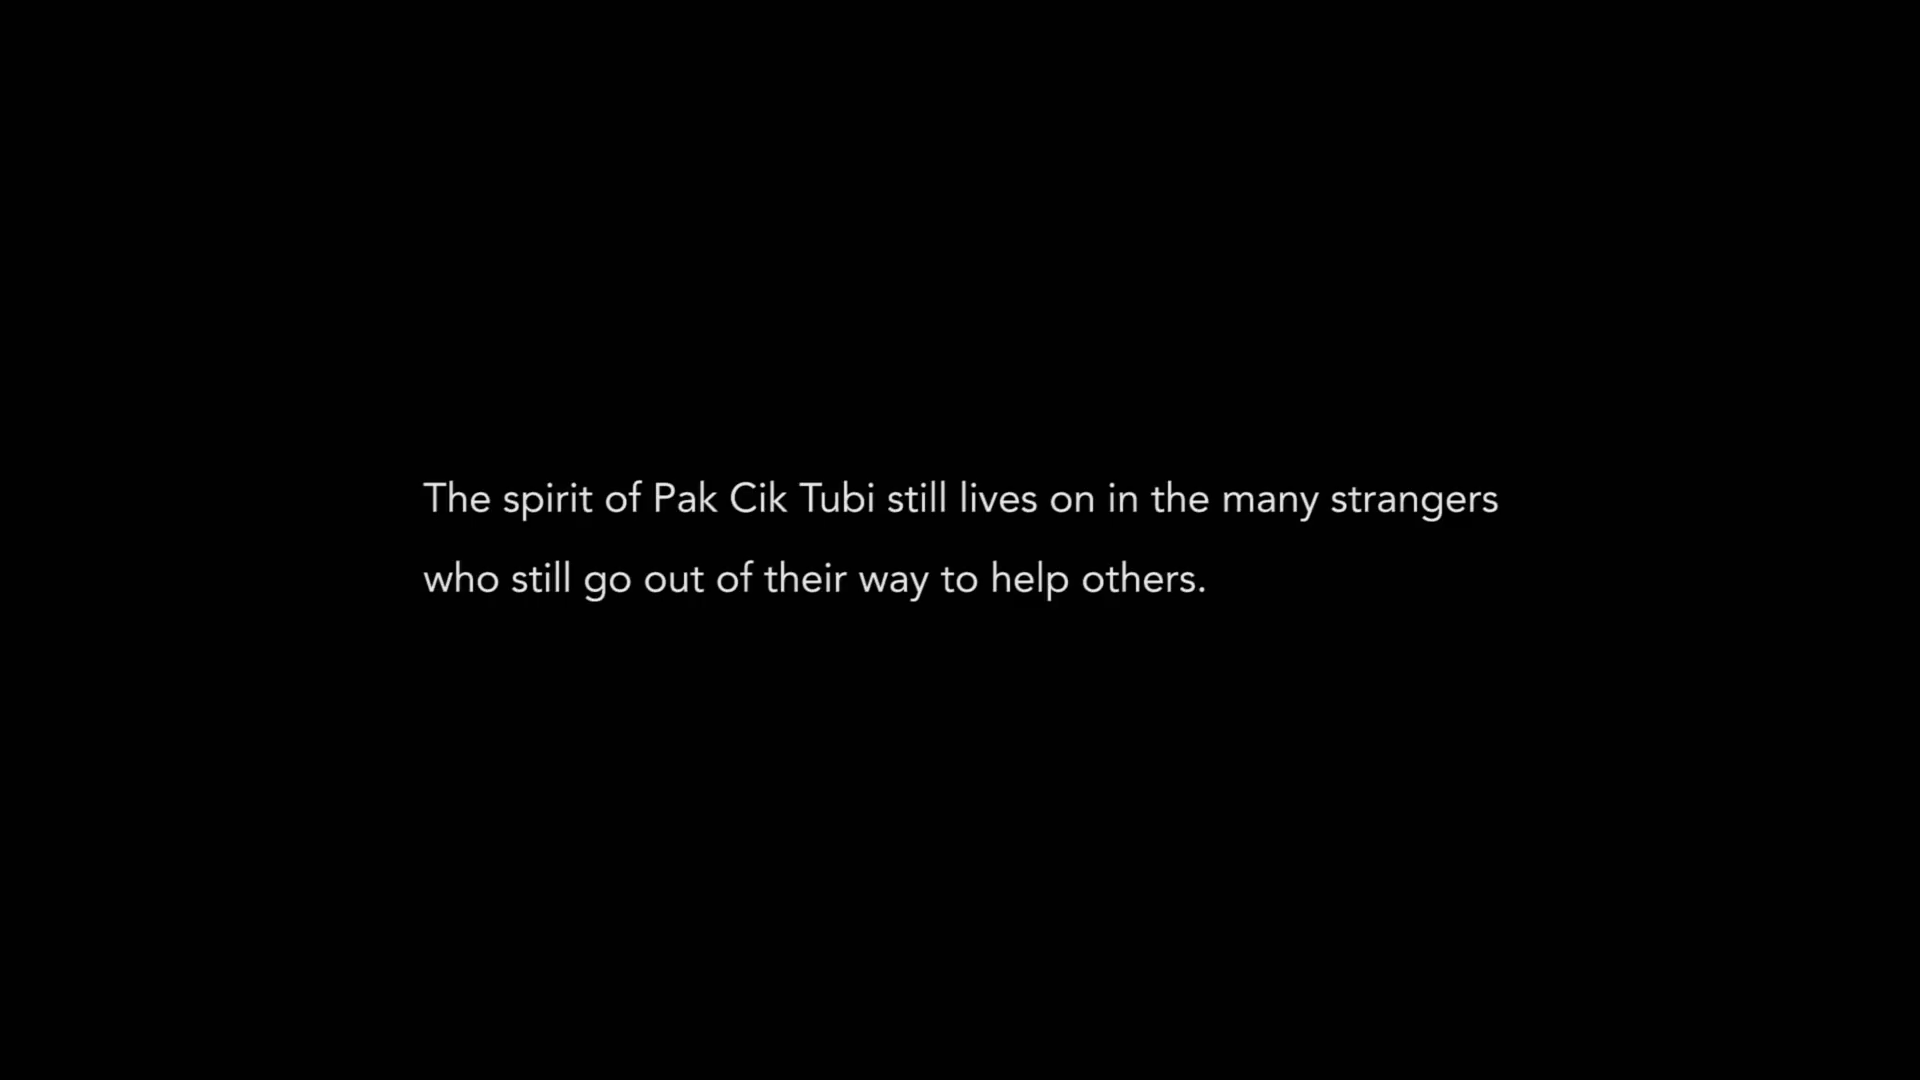 The spirit of Pak Cik Tubi still lives on in the many strangers
who still go out of their way to help others.